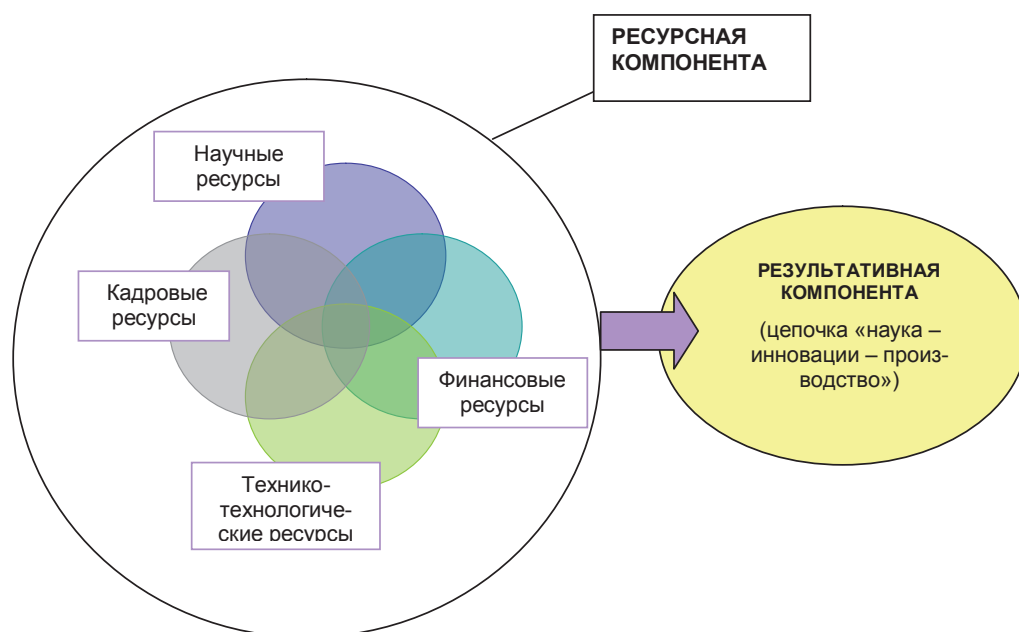 РЕСУРСНАЯ
КОМПОНЕНТА
Научные
ресурсы
Кадровые
ресурсы
Финансовые
ресурсы
Технико-
технологиче-
ские ресурсы
РЕЗУЛЬТАТИВНАЯ
КОМПОНЕНТА
(цепочка «наука –
инновации – произ-
водство»)